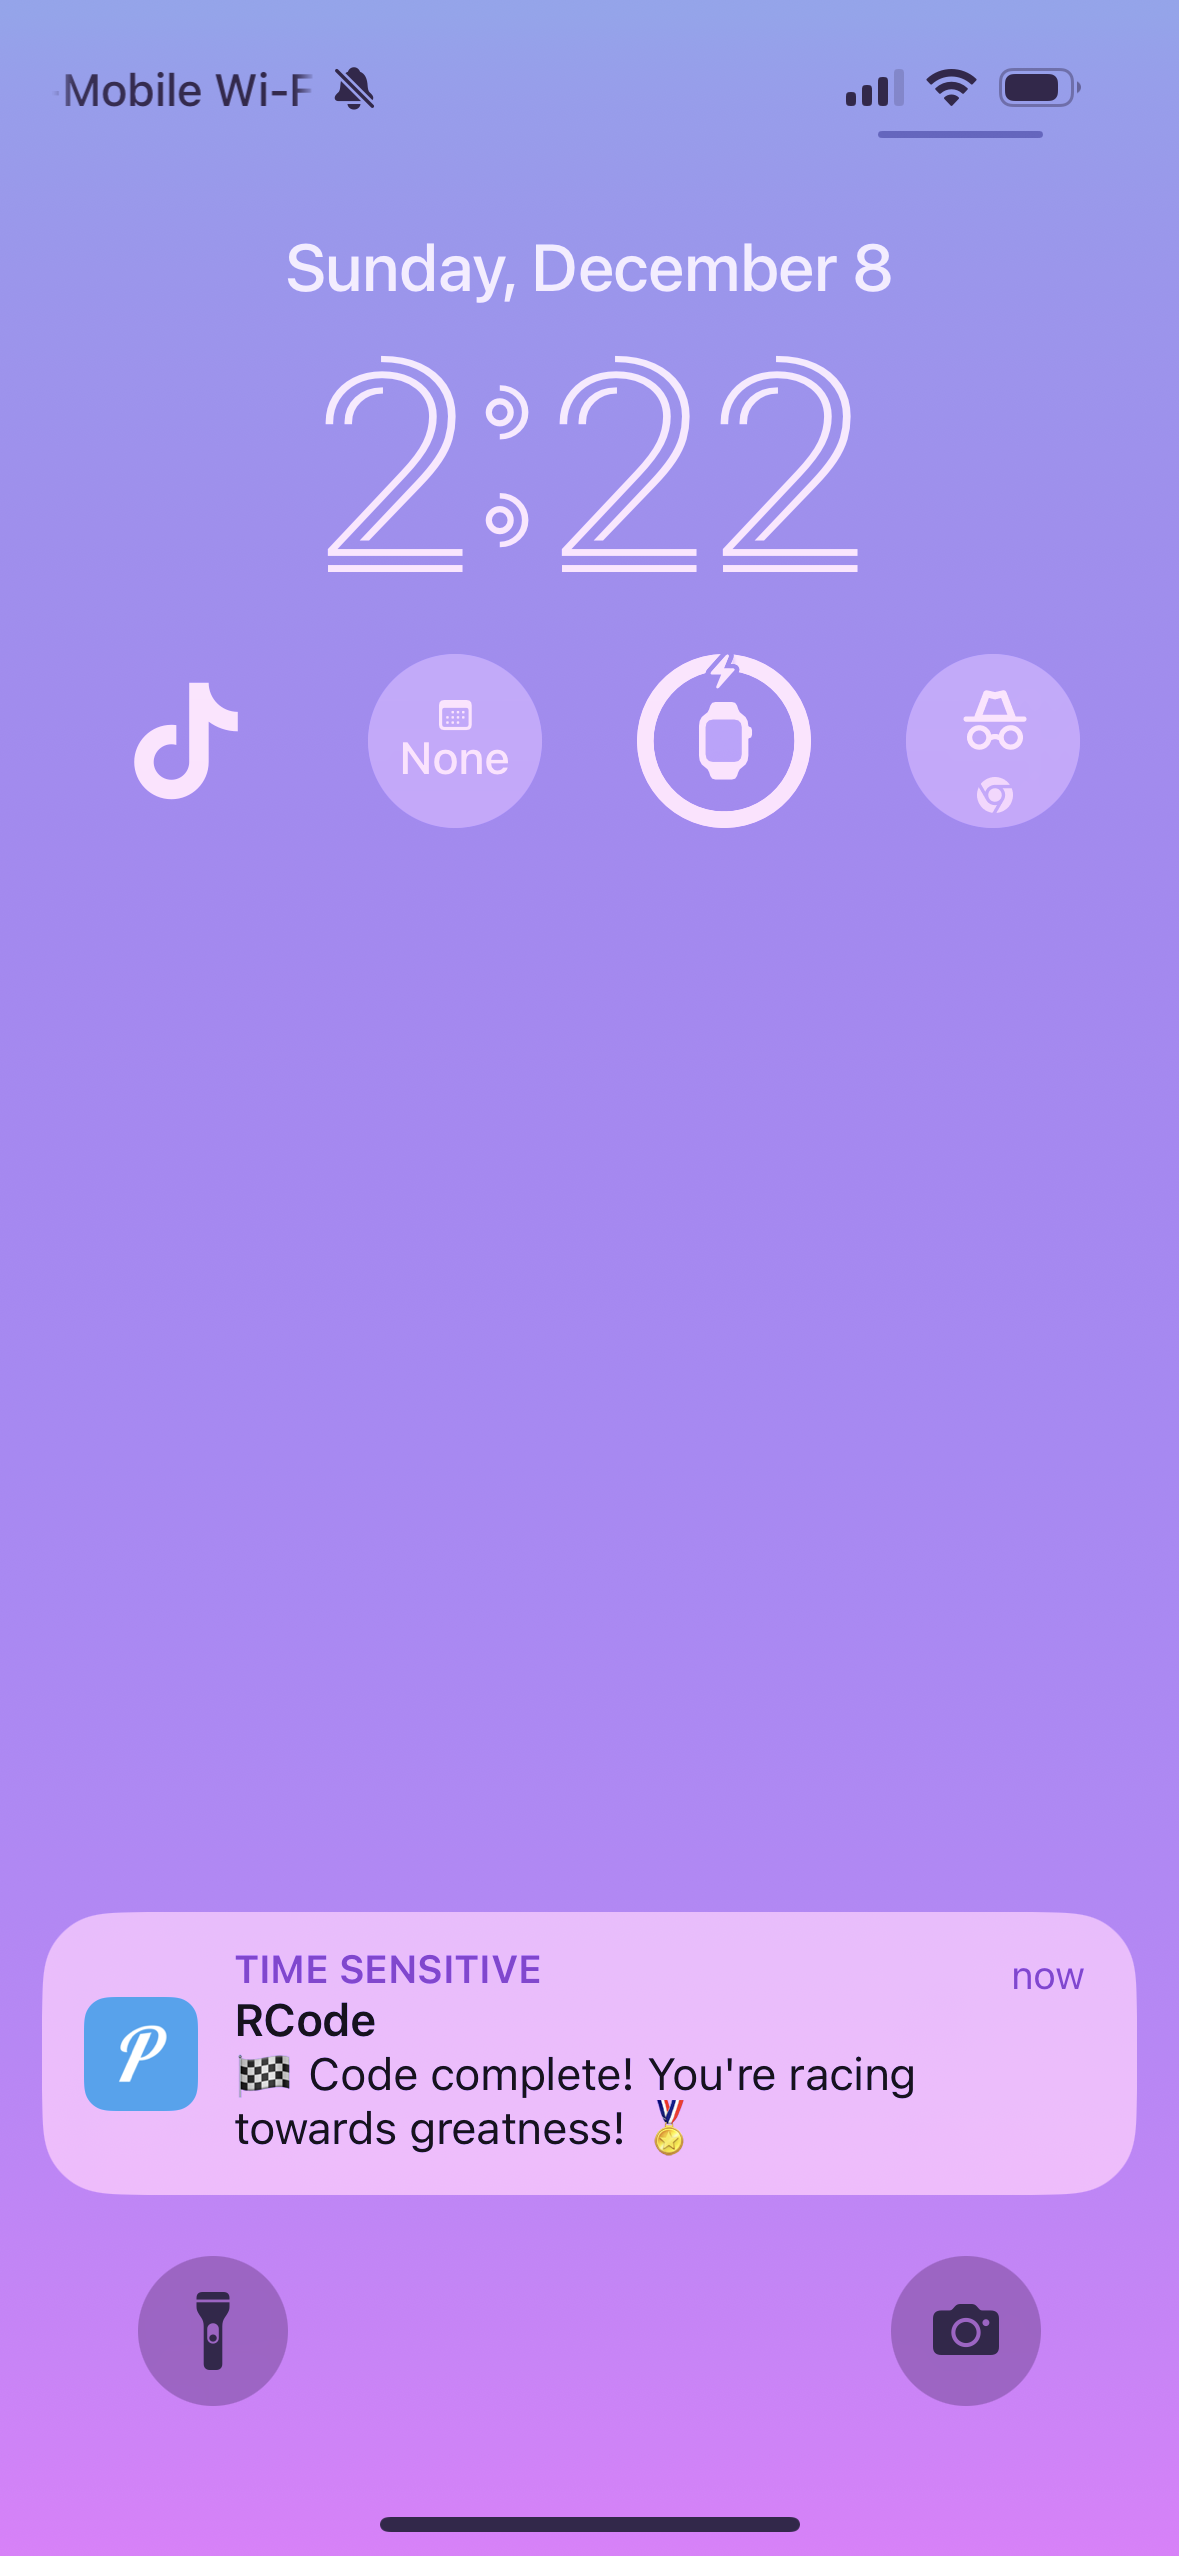 Mobile Wi-F
Sunday, December 8
2:22
None
TIME SENSITIVE
now
RCode
🏁 Code complete! You're racing
towards greatness! 🏅